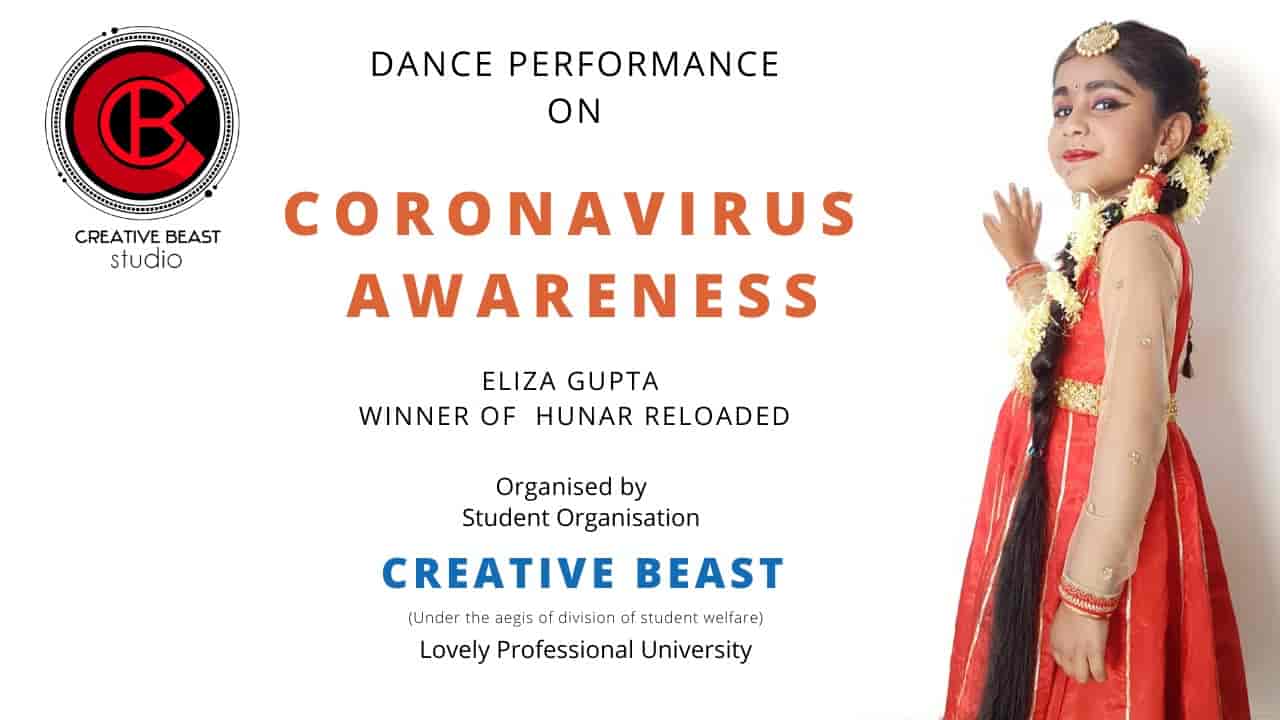 CREATIVE BEAST
studio
DANCE PERFORMANCE
ON
CORONAVIRUS
AWARENESS
ELIZA GUPTA
WINNER OF HUNAR RELOADED
Organised by
Student Organisation
CREATIVE BEAST
(Under the aegis of division of student welfare)
Lovely Professional University